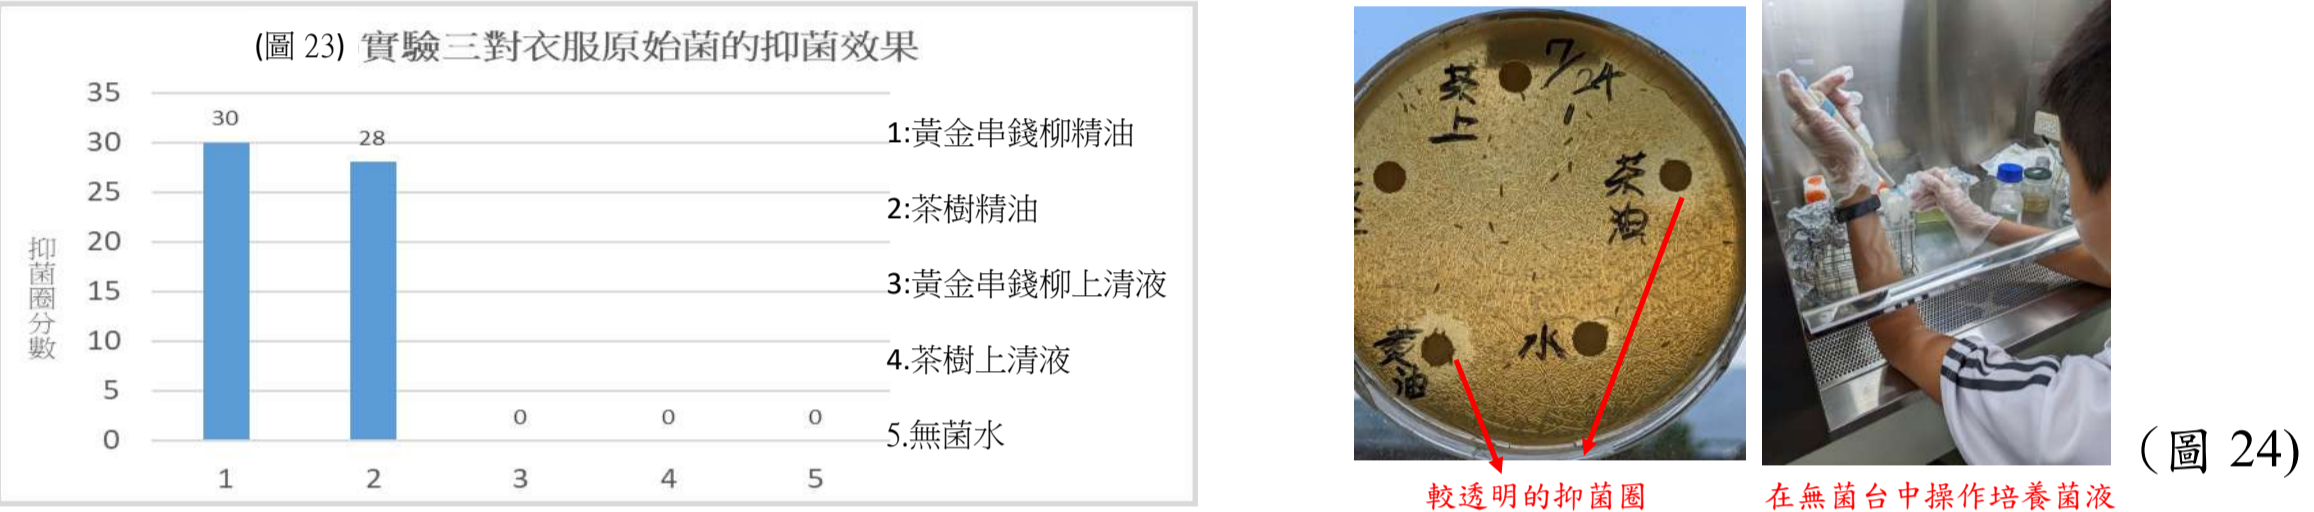 (圖 23) 實驗三對衣服原始菌的抑菌效果
抑菌圈分數
35
30
25
20
15
10
5
0
30
28
0
0
0
1
2
3
4
5
1:黃金串錢柳精油
2:茶樹精油
3:黃金串錢柳上清液
4.茶樹上清液
5.無菌水
7/24
茶上
茶油
黃油
水
較透明的抑菌圈
在無菌台中操作培養菌液
（圖 24)